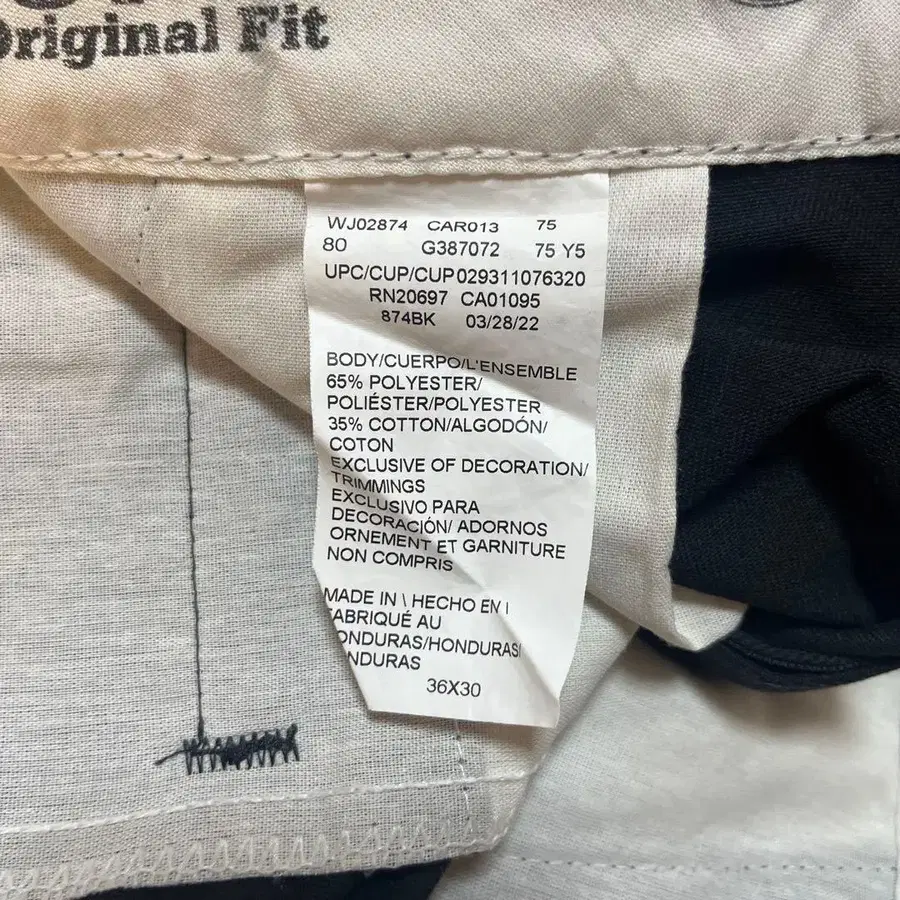 Original Fit
WJ02874 CAR013 75
80 G387072 75 Y5
UPC/CUP/CUP029311076320
RN20697 CA01095
874BK 03/28/22
BODY/CUERPO/L'ENSEMBLE
65% POLYESTER/
POLIÉSTER/POLYESTER
35% COTTON/ALGODÓN/
COTON
EXCLUSIVE OF DECORATION/
TRIMMINGS
EXCLUSIVO PARA
DECORACIÓN/ ADORNOS
ORNEMENT ET GARNITURE
NON COMPRIS
MADE IN \ HECHO EN \
FABRIQUÉ AU
ONDURAS/HONDURAS/
NDURAS
36X30